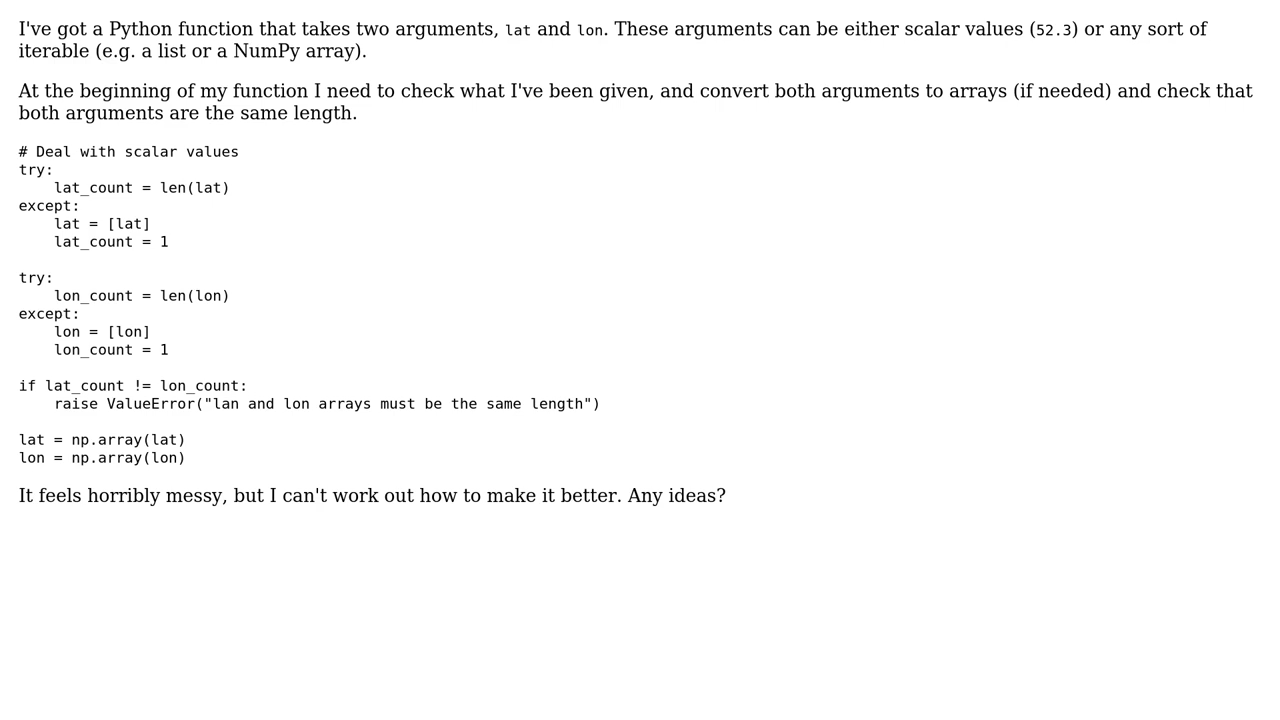 I've got a Python function that takes two arguments, lat and lon. These arguments can be either scalar values (52.3) or any sort of
iterable (e.g. a list or a NumPy array).
At the beginning of my function I need to check what I've been given, and convert both arguments to arrays (if needed) and check that
both arguments are the same length.
# Deal with scalar values
try:
    lat_count = len(lat)
except:
    lat = [lat]
    lat_count = 1
try:
    lon_count = len(lon)
except:
    lon = [lon]
    lon_count = 1
if lat_count != lon_count:
    raise ValueError("lan and lon arrays must be the same length")
lat = np.array(lat)
lon = np.array(lon)
It feels horribly messy, but I can't work out how to make it better. Any ideas?